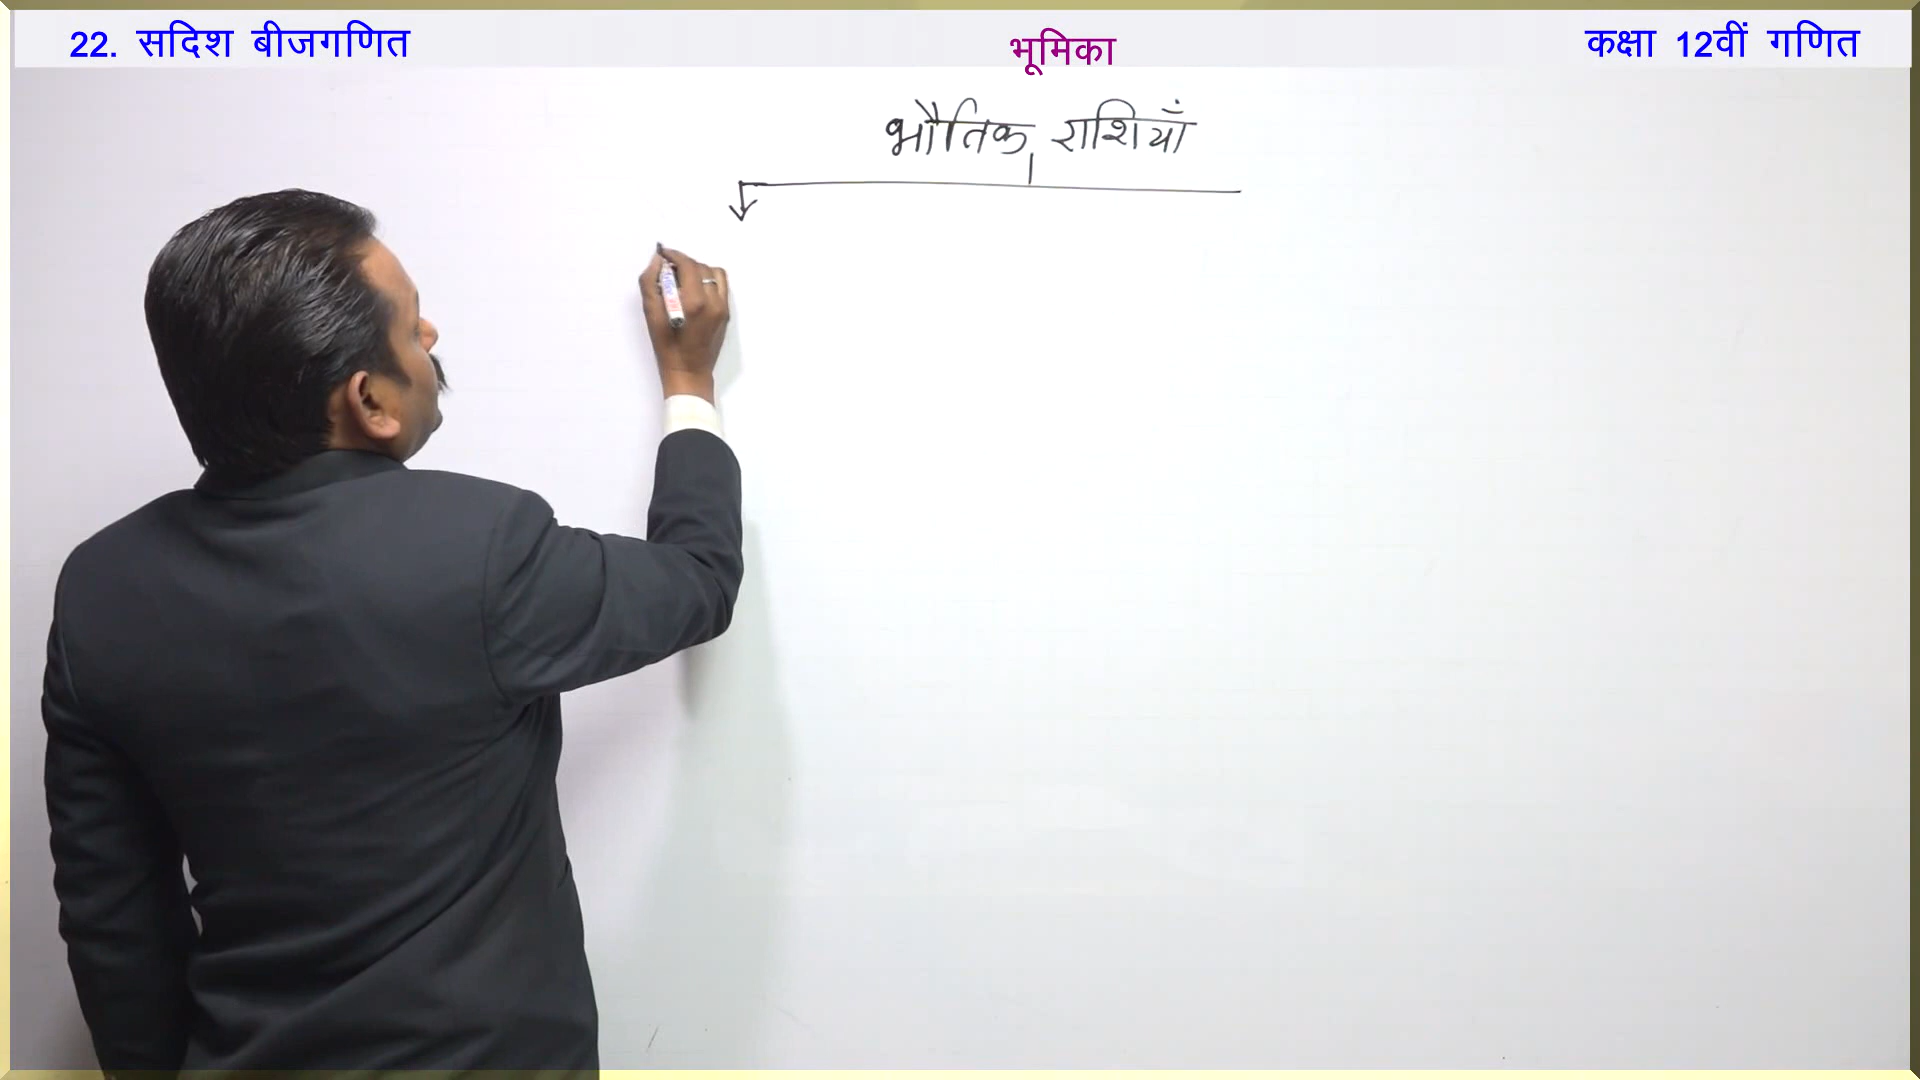 22. सदिश बीजगणित
भूमिका
कक्षा 12वीं गणित
भौतिक राशियाँ